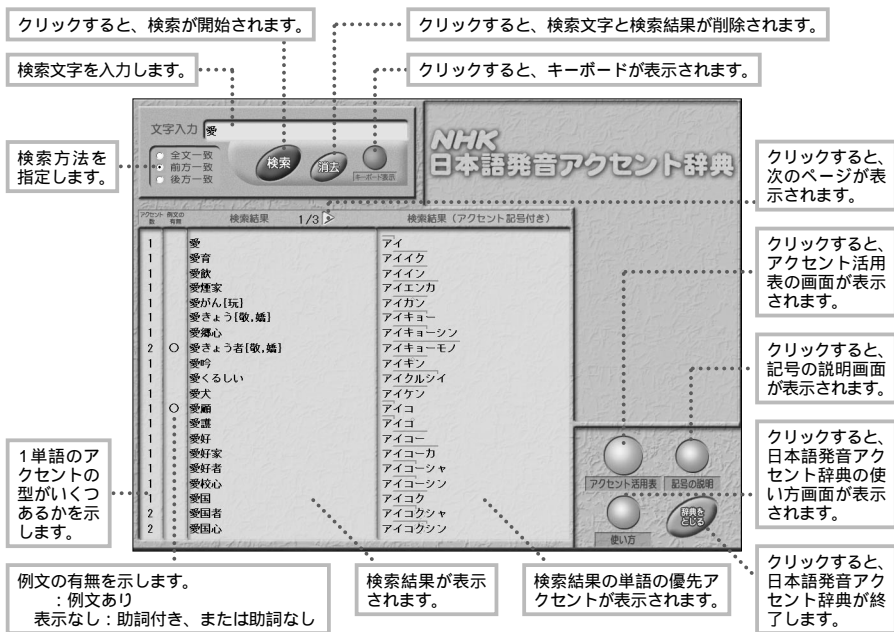 クリックすると、検索が開始されます。
クリックすると、検索文字と検索結果が削除されます。
検索文字を入力します。
クリックすると、キーボードが表示されます。
文字入力 愛
検索方法を
指定します。
全文一致
前方一致
後方一致
検索
消去
キーボード表示
NHK
日本語発音アクセント辞典
クリックすると、
次のページが表
示されます。
アクセント数 例文の有無 検索結果 1/3 検索結果（アクセント記号付き）
1 愛 アイ
1 愛育 アイイク
1 愛飲 アイイン
1 愛煙家 アイエンカ
1 愛がん[玩] アイカン
1 愛きょう[敬,嬌] アイキョー
1 愛郷心 アイキョーシン
2 ○ 愛きょう者[敬,嬌] アイキョーモノ
1 愛吟 アイキン
1 愛くるしい アイクルシイ
1 愛犬 アイケン
1 ○ 愛顧 アイコ
1 愛護 アイコ
1 愛好 アイコー
1 愛好家 アイコーカ
1 愛好者 アイコーシャ
1 愛校心 アイコーシン
1 愛国 アイコク
2 愛国者 アイコクシャ
2 愛国心 アイコクシン
クリックすると、
アクセント活用
表の画面が表示
されます。
クリックすると、
記号の説明画面
が表示されます。
アクセント活用表
記号の説明
使い方
辞典を
とじる
1単語のア
クセントの
型がいくつ
あるかを示
します。
クリックすると、
日本語発音アク
セント辞典の使
い方画面が表示
されます。
例文の有無を示します。
：例文あり
表示なし：助詞付き、または助詞なし
検索結果が表示
されます。
検索結果の単語の優先ア
クセントが表示されます。
クリックすると、
日本語発音アク
セント辞典が終
了します。